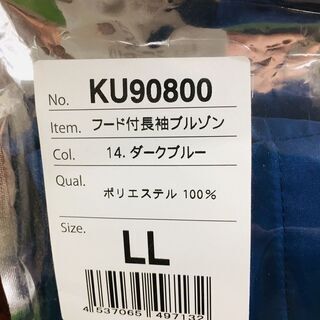 No. KU90800
Item. フード付長袖ブルゾン
Col. 14. ダークブルー
Qual.
ポリエステル 100%
Size.
LL
4 537065 497132